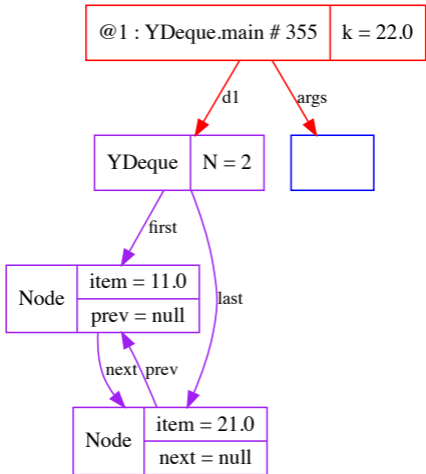 @1 : YDeque.main # 355 k = 22.0
d1 args
YDeque N = 2
first
last
Node item = 11.0
prev = null
next prev
Node item = 21.0
next = null